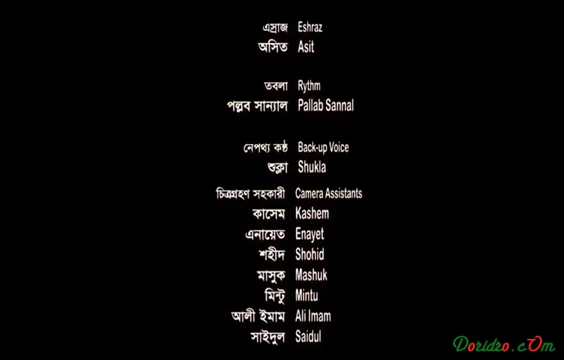 এস্রাজ Eshraz
অসিত Asit
তবলা Rythm
পল্লব সান্যাল Pallab Sannal
নেপথ্য কন্ঠ Back-up Voice
শুক্লা Shukla
চিত্রগ্রহণ সহকারী Camera Assistants
কাসেম Kashem
এনায়েত Enayet
শহীদ Shohid
মাসুক Mashuk
মিন্টু Mintu
আলী ইমাম Ali Imam
সাইদুল Saidul
Doridro.cOm